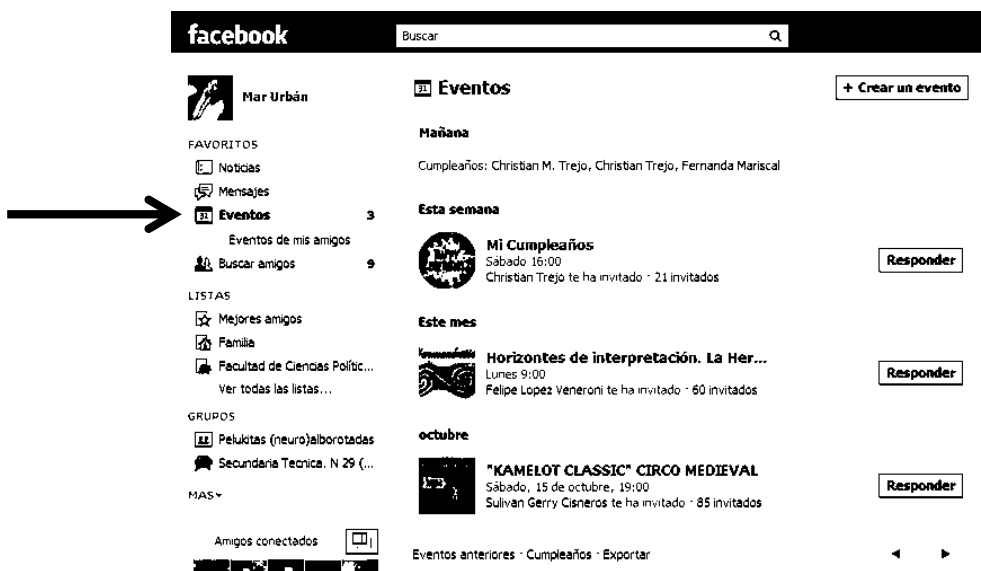 facebook
Buscar
Mar Urbán
FAVORITOS
Noticias
Mensajes
31 Eventos 3
Eventos de mis amigos
Buscar amigos 9
LISTAS
Mejores amigos
Familia
Facultad de Ciencias Polític...
Ver todas las listas...
GRUPOS
Pelukitas (neuro)alborotadas
Secundaria Tecnica. N 29 (...
MAS
Amigos conectados
31 Eventos
+ Crear un evento
Mañana
Cumpleaños: Christian M. Trejo, Christian Trejo, Fernanda Mariscal
Esta semana
Mi Cumpleaños
Sábado 16:00
Christian Trejo te ha invitado · 21 invitados
Responder
Este mes
Horizontes de interpretación. La Her...
Lunes 9:00
Felipe Lopez Veneroni te ha invitado · 60 invitados
Responder
octubre
"KAMELOT CLASSIC" CIRCO MEDIEVAL
Sábado, 15 de octubre, 19:00
Sulivan Gerry Cisneros te ha invitado · 85 invitados
Responder
Eventos anteriores · Cumpleaños · Exportar